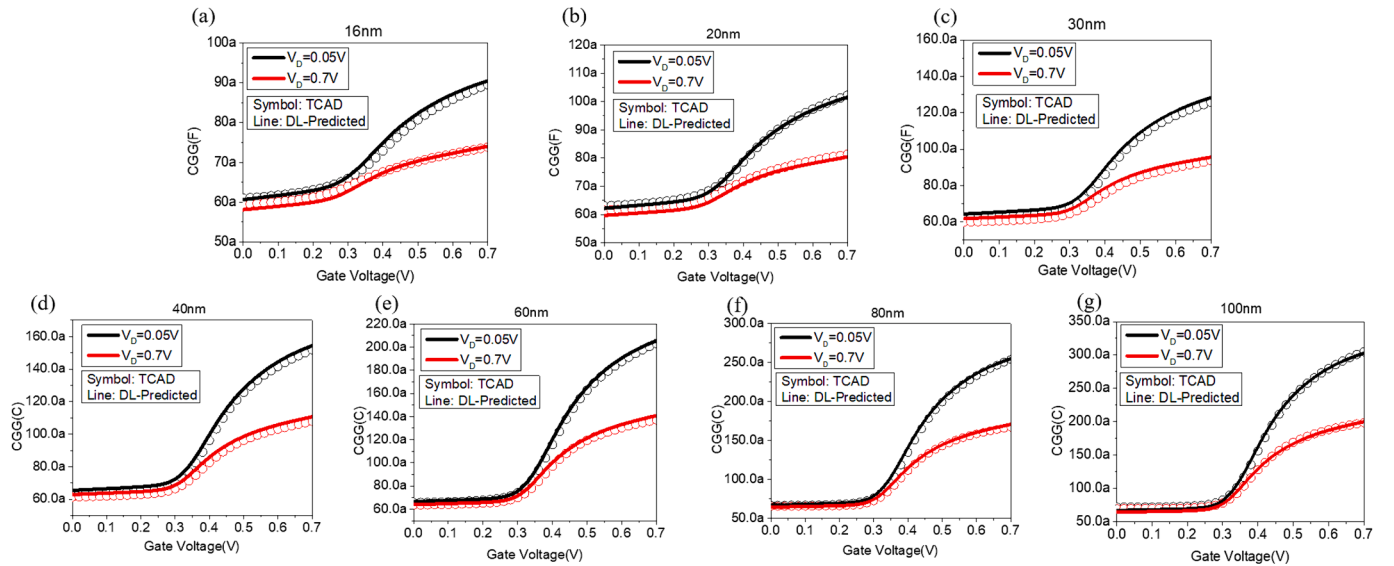 (a)
16nm
100a
90a
80a
70a
60a
50a
CGG(F)
V_D=0.05V
V_D=0.7V
Symbol: TCAD
Line: DL-Predicted
0.0 0.1 0.2 0.3 0.4 0.5 0.6 0.7
Gate Voltage(V)
(b)
20nm
120a
110a
100a
90a
80a
70a
60a
50a
CGG(F)
V_D=0.05V
V_D=0.7V
Symbol: TCAD
Line: DL-Predicted
0.0 0.1 0.2 0.3 0.4 0.5 0.6 0.7
Gate Voltage(V)
(c)
30nm
160.0a
140.0a
120.0a
100.0a
80.0a
60.0a
CGG(F)
V_D=0.05V
V_D=0.7V
Symbol: TCAD
Line: DL-Predicted
0.0 0.1 0.2 0.3 0.4 0.5 0.6 0.7
Gate Voltage(V)
(d)
40nm
160.0a
140.0a
120.0a
100.0a
80.0a
60.0a
CGG(C)
V_D=0.05V
V_D=0.7V
Symbol: TCAD
Line: DL-Predicted
0.0 0.1 0.2 0.3 0.4 0.5 0.6 0.7
Gate Voltage(V)
(e)
60nm
220.0a
200.0a
180.0a
160.0a
140.0a
120.0a
100.0a
80.0a
60.0a
CGG(C)
V_D=0.05V
V_D=0.7V
Symbol: TCAD
Line: DL-Predicted
0.0 0.1 0.2 0.3 0.4 0.5 0.6 0.7
Gate Voltage(V)
(f)
80nm
300.0a
250.0a
200.0a
150.0a
100.0a
50.0a
CGG(C)
V_D=0.05V
V_D=0.7V
Symbol: TCAD
Line: DL-Predicted
0.0 0.1 0.2 0.3 0.4 0.5 0.6 0.7
Gate Voltage(V)
(g)
100nm
350.0a
300.0a
250.0a
200.0a
150.0a
100.0a
50.0a
CGG(C)
V_D=0.05V
V_D=0.7V
Symbol: TCAD
Line: DL-Predicted
0.0 0.1 0.2 0.3 0.4 0.5 0.6 0.7
Gate Voltage(V)